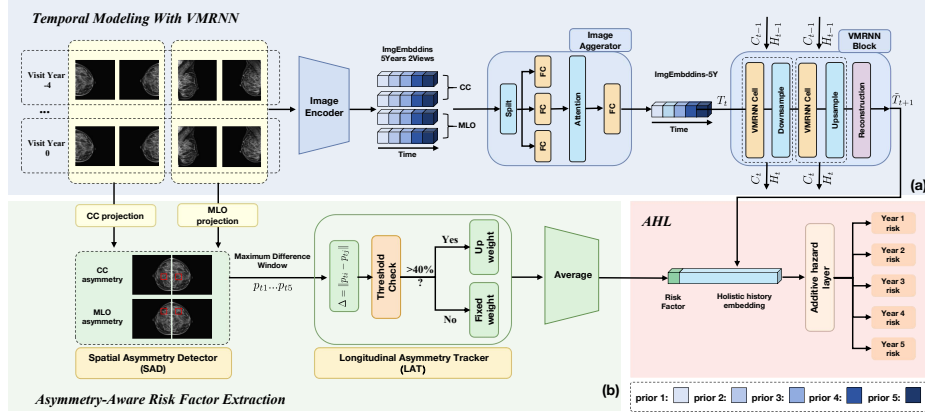 Temporal Modeling With VMRNN
Visit Year
-4
...
Visit Year
0
Image
Encoder
ImgEmbddins
5Years 2Views
CC
MLO
Time
Image
Aggerator
Spilt
FC
FC
FC
Attention
FC
ImgEmbddins-5Y
Time
T_t
C_{t-1}
H_{t-1}
C_{t-1}
H_{t-1}
VMRNN
Block
VMRNN Cell
Downsample
VMRNN Cell
Upsample
Reconstruction
T̂_{t+1}
C_t
H_t
C_t
H_t
(a)
CC projection
MLO
projection
CC
asymmetry
MLO
asymmetry
Spatial Asymmetry Detector
(SAD)
Maximum Difference
Window
p_{t1}...p_{t5}
Δ = ‖p_{ti} − p_{tj}‖
Threshold
Check
>40%
?
Yes
No
Up
weight
Fixed
weight
Longitudinal Asymmetry Tracker
(LAT)
Average
Asymmetry-Aware Risk Factor Extraction
(b)
AHL
Risk
Factor
Holistic history
embedding
Additive hazard
layer
Year 1
risk
Year 2
risk
Year 3
risk
Year 4
risk
Year 5
risk
prior 1: prior 2: prior 3: prior 4: prior 5: